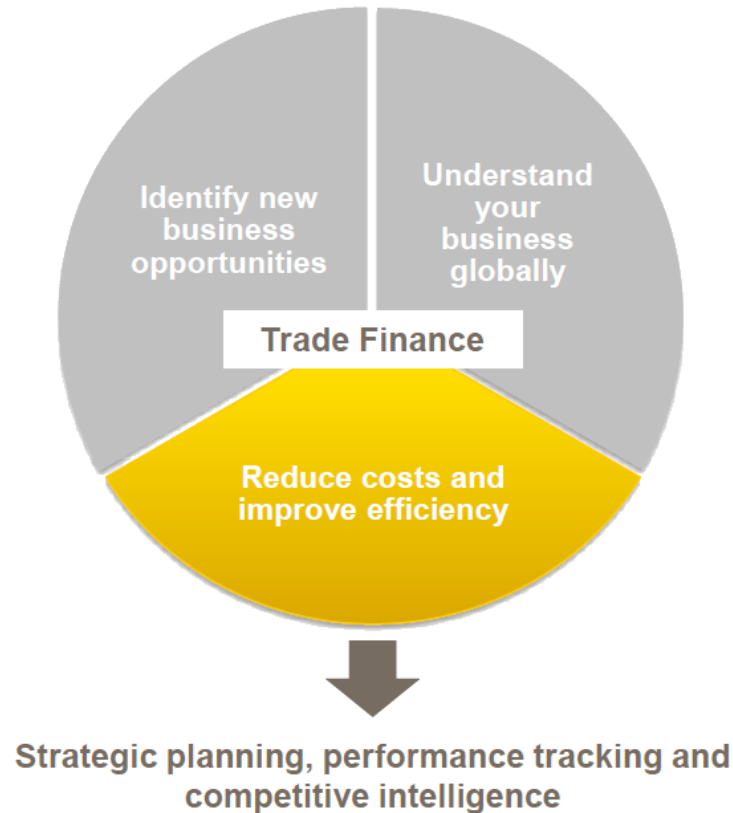 Identify new
business
opportunities
Understand
your
business
globally
Trade Finance
Reduce costs and
improve efficiency
Strategic planning, performance tracking and
competitive intelligence